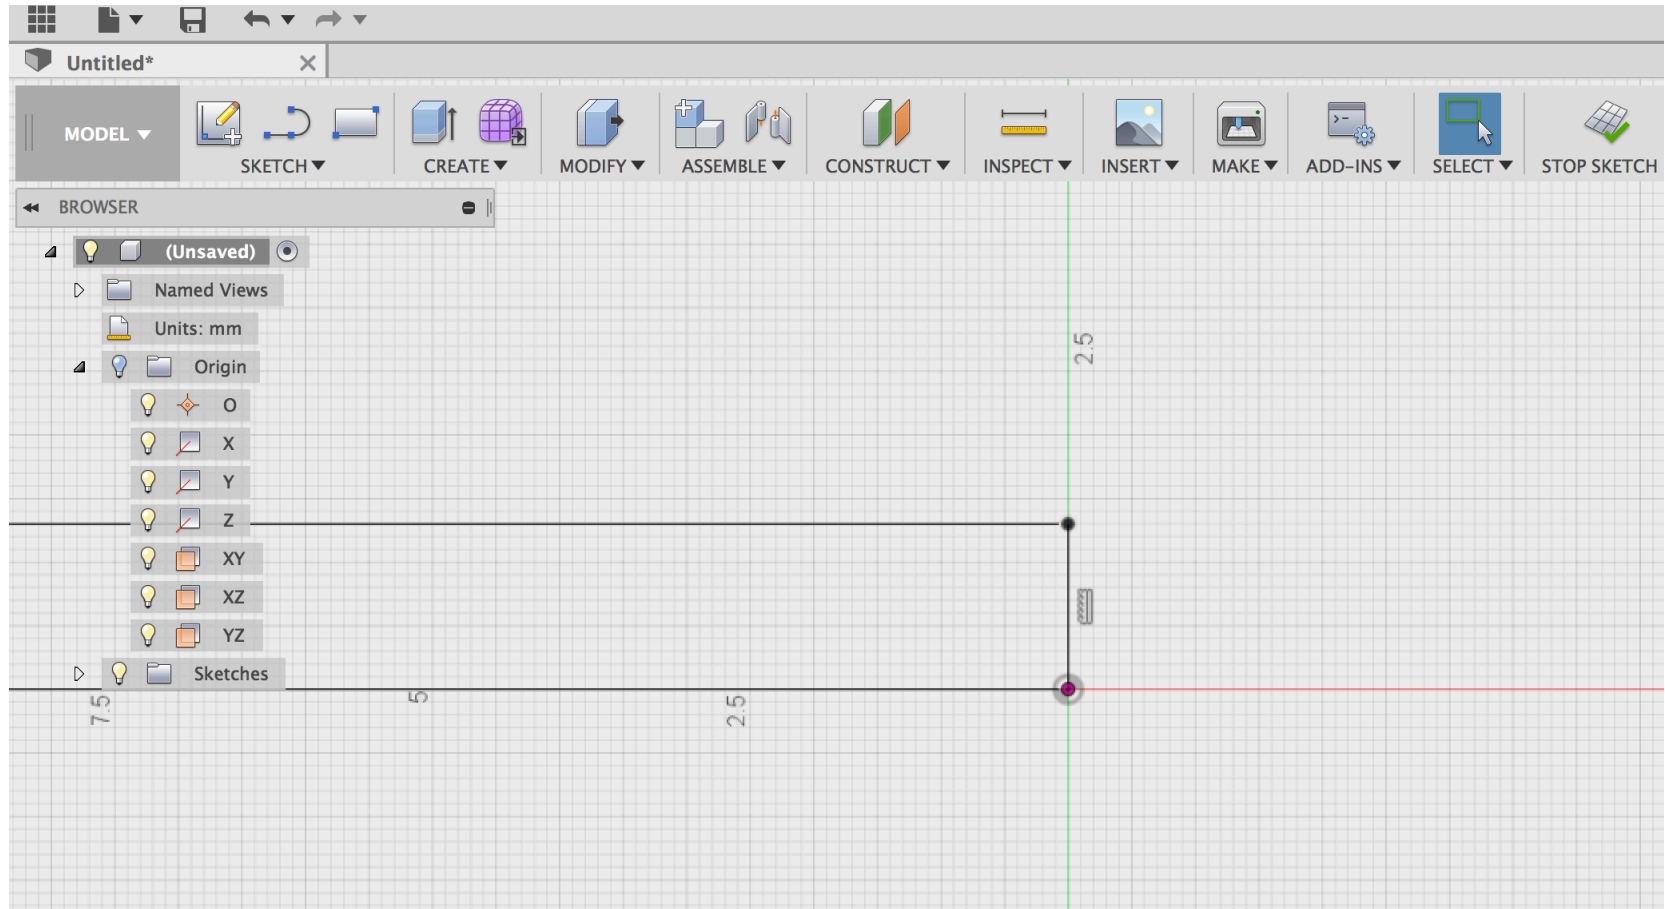 Untitled*
MODEL
SKETCH
CREATE
MODIFY
ASSEMBLE
CONSTRUCT
INSPECT
INSERT
MAKE
ADD-INS
SELECT
STOP SKETCH
BROWSER
(Unsaved)
Named Views
Units: mm
Origin
O
X
Y
Z
XY
XZ
YZ
Sketches
2.5
7.5
5
2.5